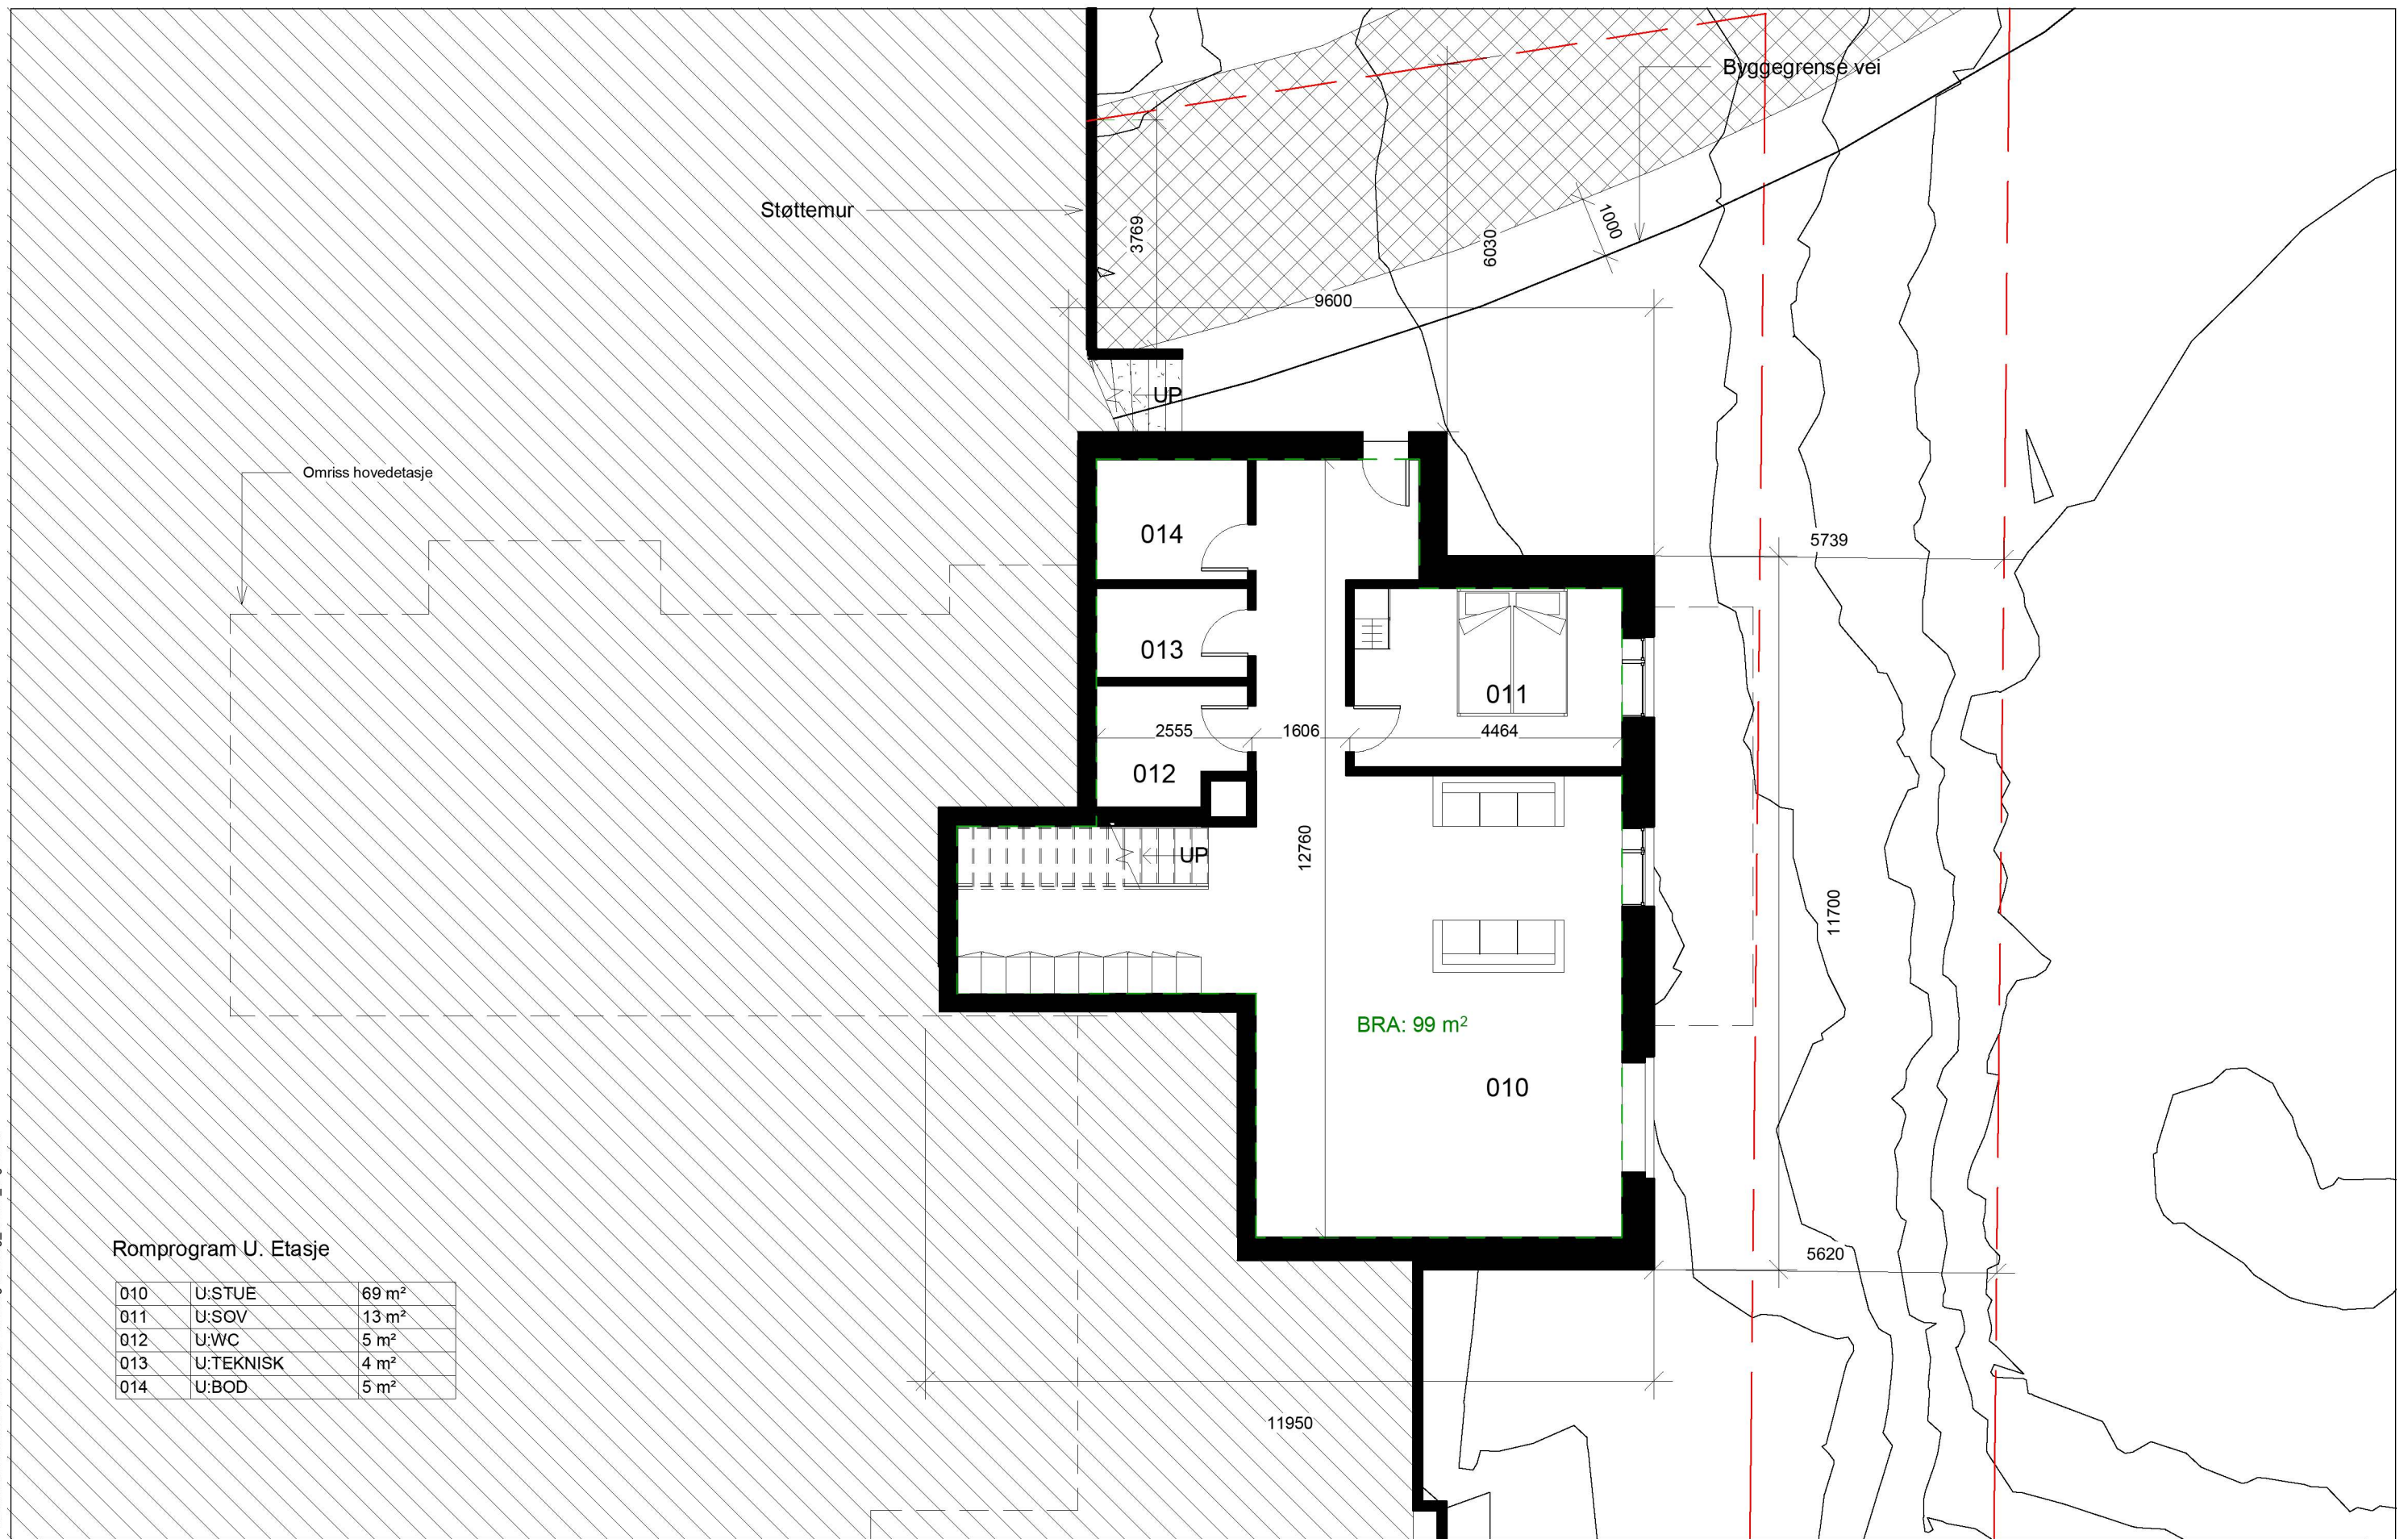 Byggegrense vei
Støttemur
3769
6030
1000
9600
UP
Omriss hovedetasje
014
5739
013
011
2555
1606
4464
012
12760
UP
11700
BRA: 99 m²
010
Romprogram U. Etasje
5620
010 U:STUE 69 m²
011 U:SOV 13 m²
012 U:WC 5 m²
013 U:TEKNISK 4 m²
014 U:BOD 5 m²
11950